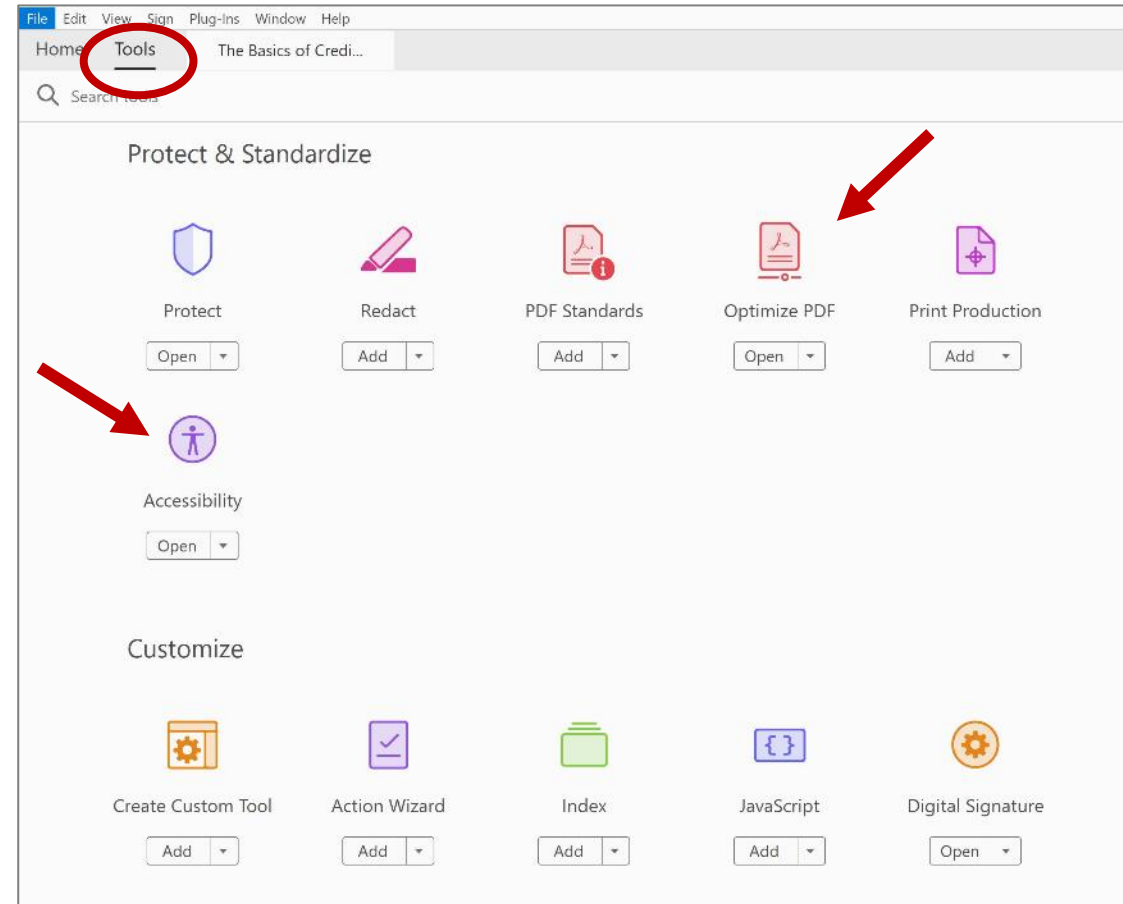 File Edit View Sign Plug-Ins Window Help
Home Tools The Basics of Credi...
Search tools
Protect & Standardize
Protect Redact PDF Standards Optimize PDF Print Production
Open Add Add Open Add
Accessibility
Open
Customize
Create Custom Tool Action Wizard Index JavaScript Digital Signature
Add Add Add Add Open